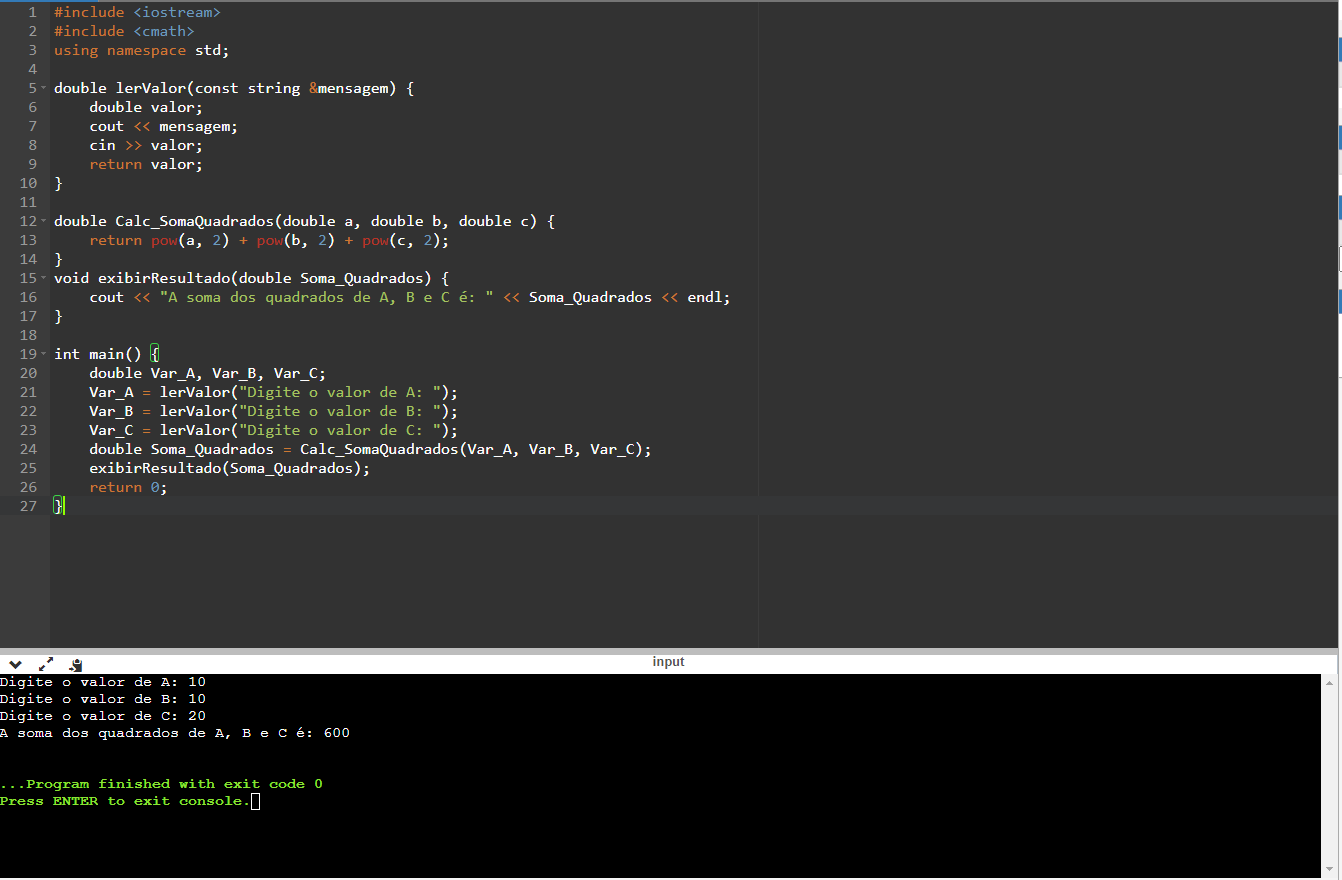 1 #include <iostream>
2 #include <cmath>
3 using namespace std;
4
5 double lerValor(const string &mensagem) {
6     double valor;
7     cout << mensagem;
8     cin >> valor;
9     return valor;
10 }
11
12 double Calc_SomaQuadrados(double a, double b, double c) {
13     return pow(a, 2) + pow(b, 2) + pow(c, 2);
14 }
15 void exibirResultado(double Soma_Quadrados) {
16     cout << "A soma dos quadrados de A, B e C é: " << Soma_Quadrados << endl;
17 }
18
19 int main() {
20     double Var_A, Var_B, Var_C;
21     Var_A = lerValor("Digite o valor de A: ");
22     Var_B = lerValor("Digite o valor de B: ");
23     Var_C = lerValor("Digite o valor de C: ");
24     double Soma_Quadrados = Calc_SomaQuadrados(Var_A, Var_B, Var_C);
25     exibirResultado(Soma_Quadrados);
26     return 0;
27 }
input
Digite o valor de A: 10
Digite o valor de B: 10
Digite o valor de C: 20
A soma dos quadrados de A, B e C é: 600
...Program finished with exit code 0
Press ENTER to exit console.